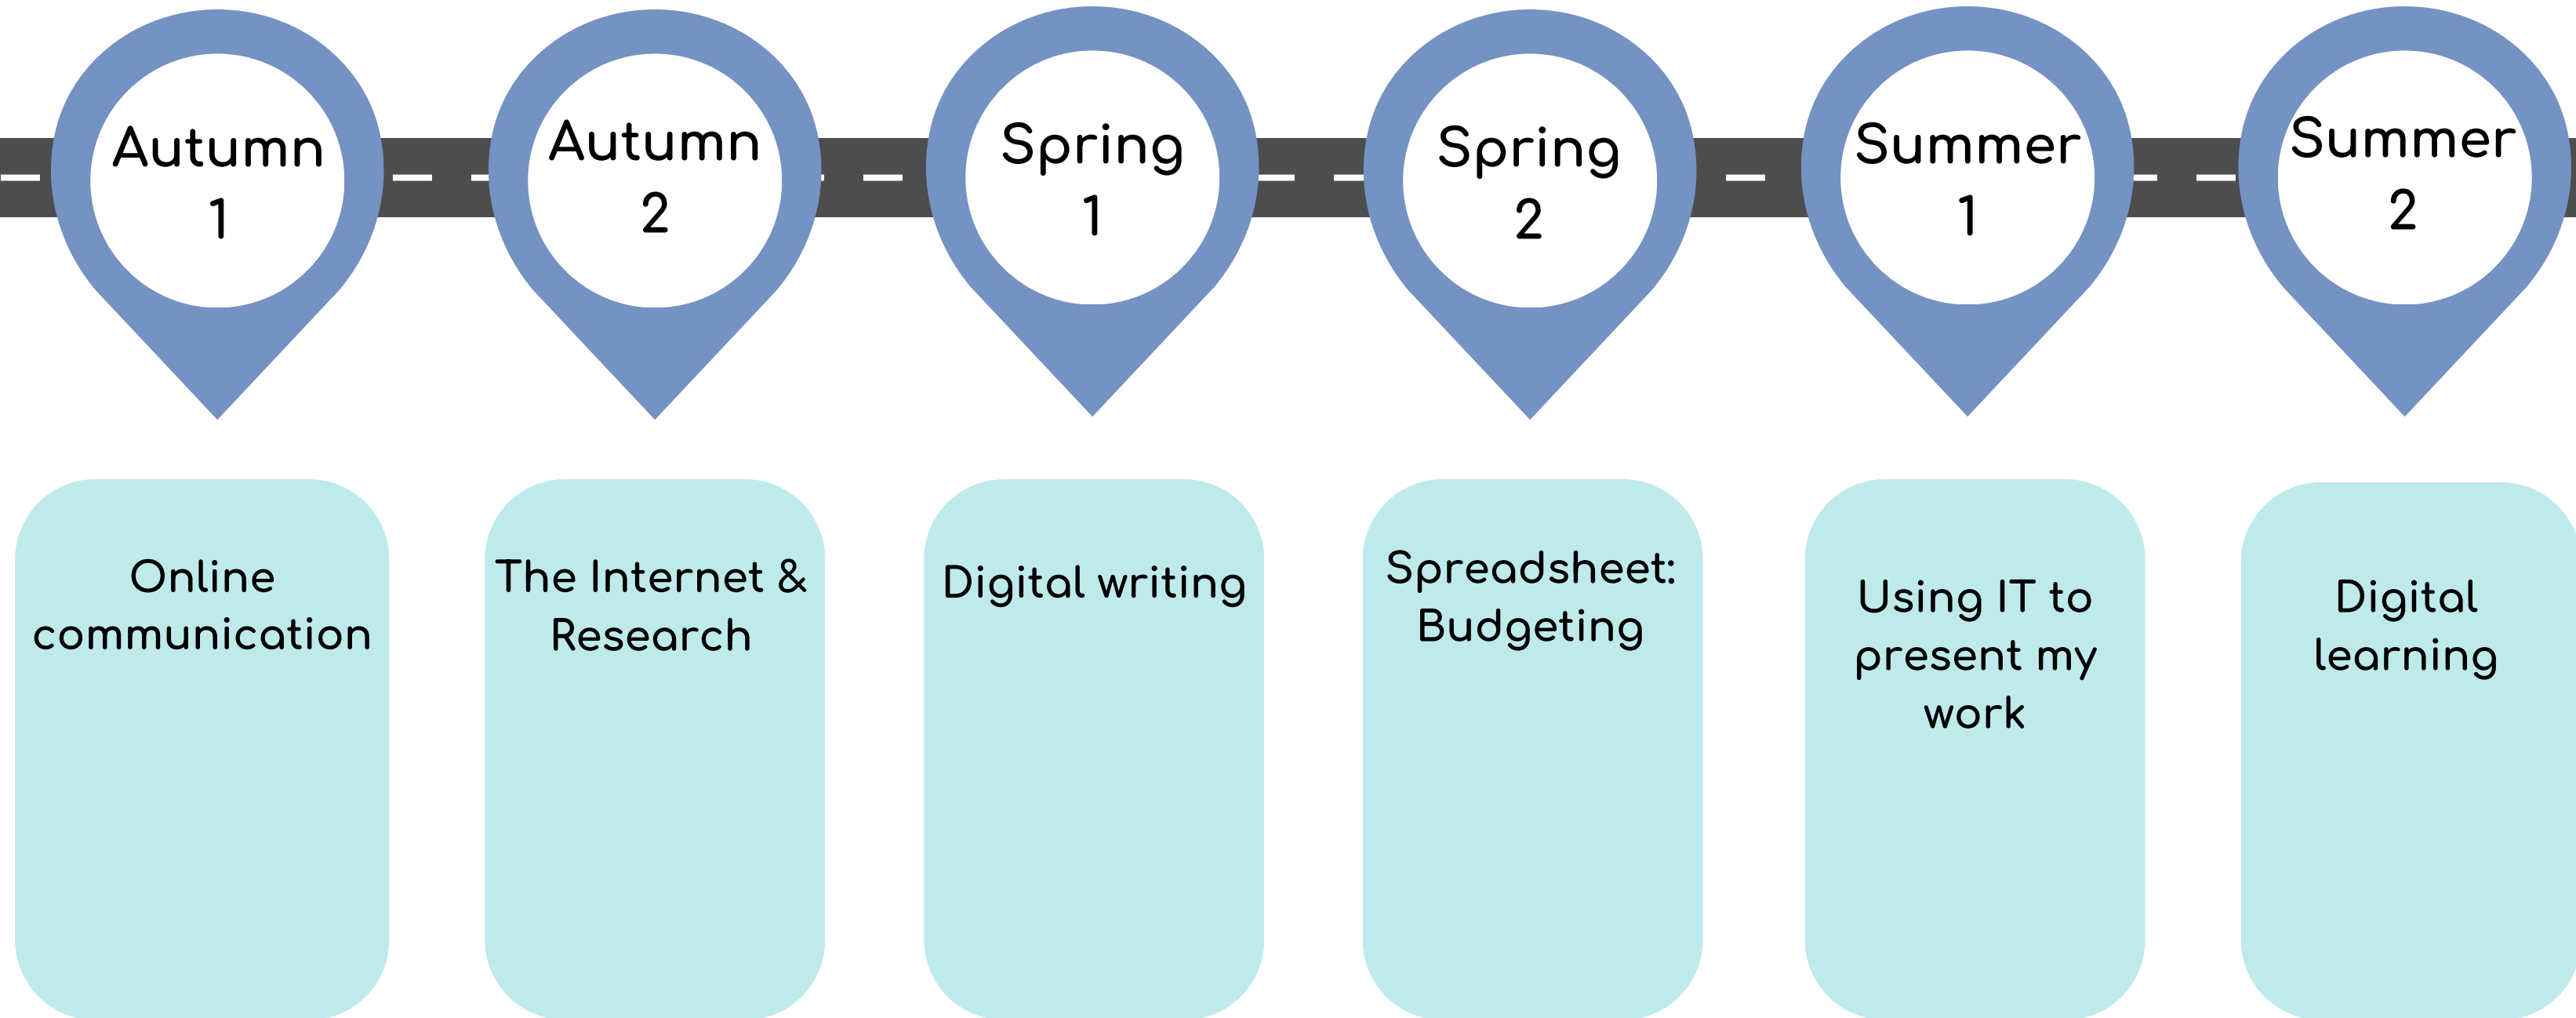 Autumn
1
Autumn
2
Spring
1
Spring
2
Summer
1
Summer
2
Online
communication
The Internet &
Research
Digital writing
Spreadsheet:
Budgeting
Using IT to
present my
work
Digital
learning